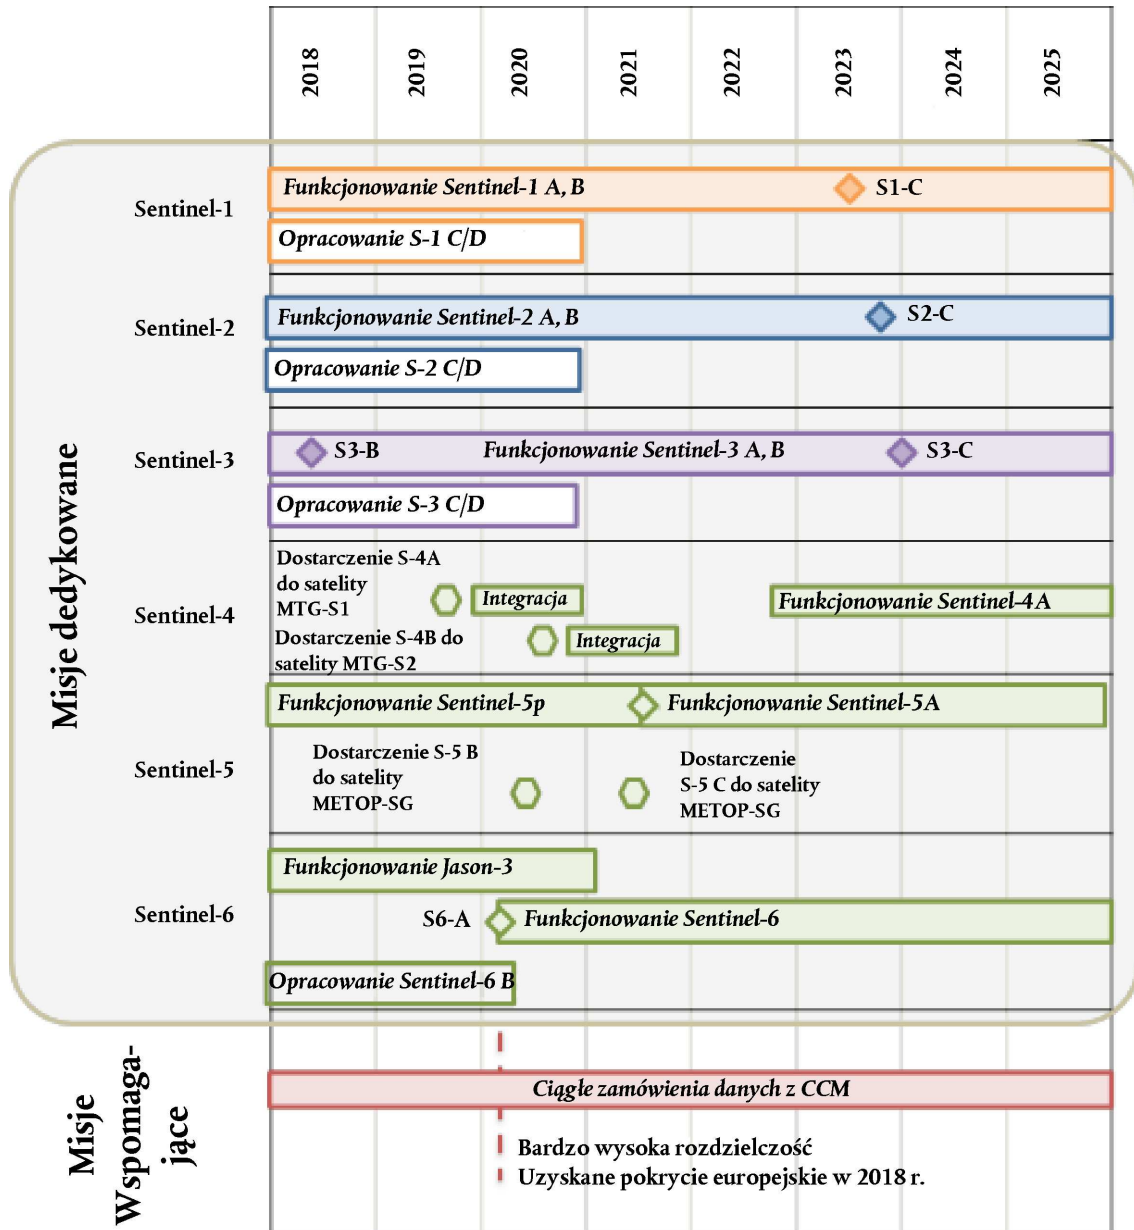 2018
2019
2020
2021
2022
2023
2024
2025
Misje dedykowane
Sentinel-1
Funkcjonowanie Sentinel-1 A, B
S1-C
Opracowanie S-1 C/D
Sentinel-2
Funkcjonowanie Sentinel-2 A, B
S2-C
Opracowanie S-2 C/D
Sentinel-3
S3-B
Funkcjonowanie Sentinel-3 A, B
S3-C
Opracowanie S-3 C/D
Sentinel-4
Dostarczenie S-4A
do satelity
MTG-S1
Integracja
Funkcjonowanie Sentinel-4A
Dostarczenie S-4B do
satelity MTG-S2
Integracja
Sentinel-5
Funkcjonowanie Sentinel-5p
Funkcjonowanie Sentinel-5A
Dostarczenie S-5 B
do satelity
METOP-SG
Dostarczenie
S-5 C do satelity
METOP-SG
Sentinel-6
Funkcjonowanie Jason-3
S6-A
Funkcjonowanie Sentinel-6
Opracowanie Sentinel-6 B
Misje
Wspomaga-
jące
Ciągłe zamówienia danych z CCM
Bardzo wysoka rozdzielczość
Uzyskane pokrycie europejskie w 2018 r.